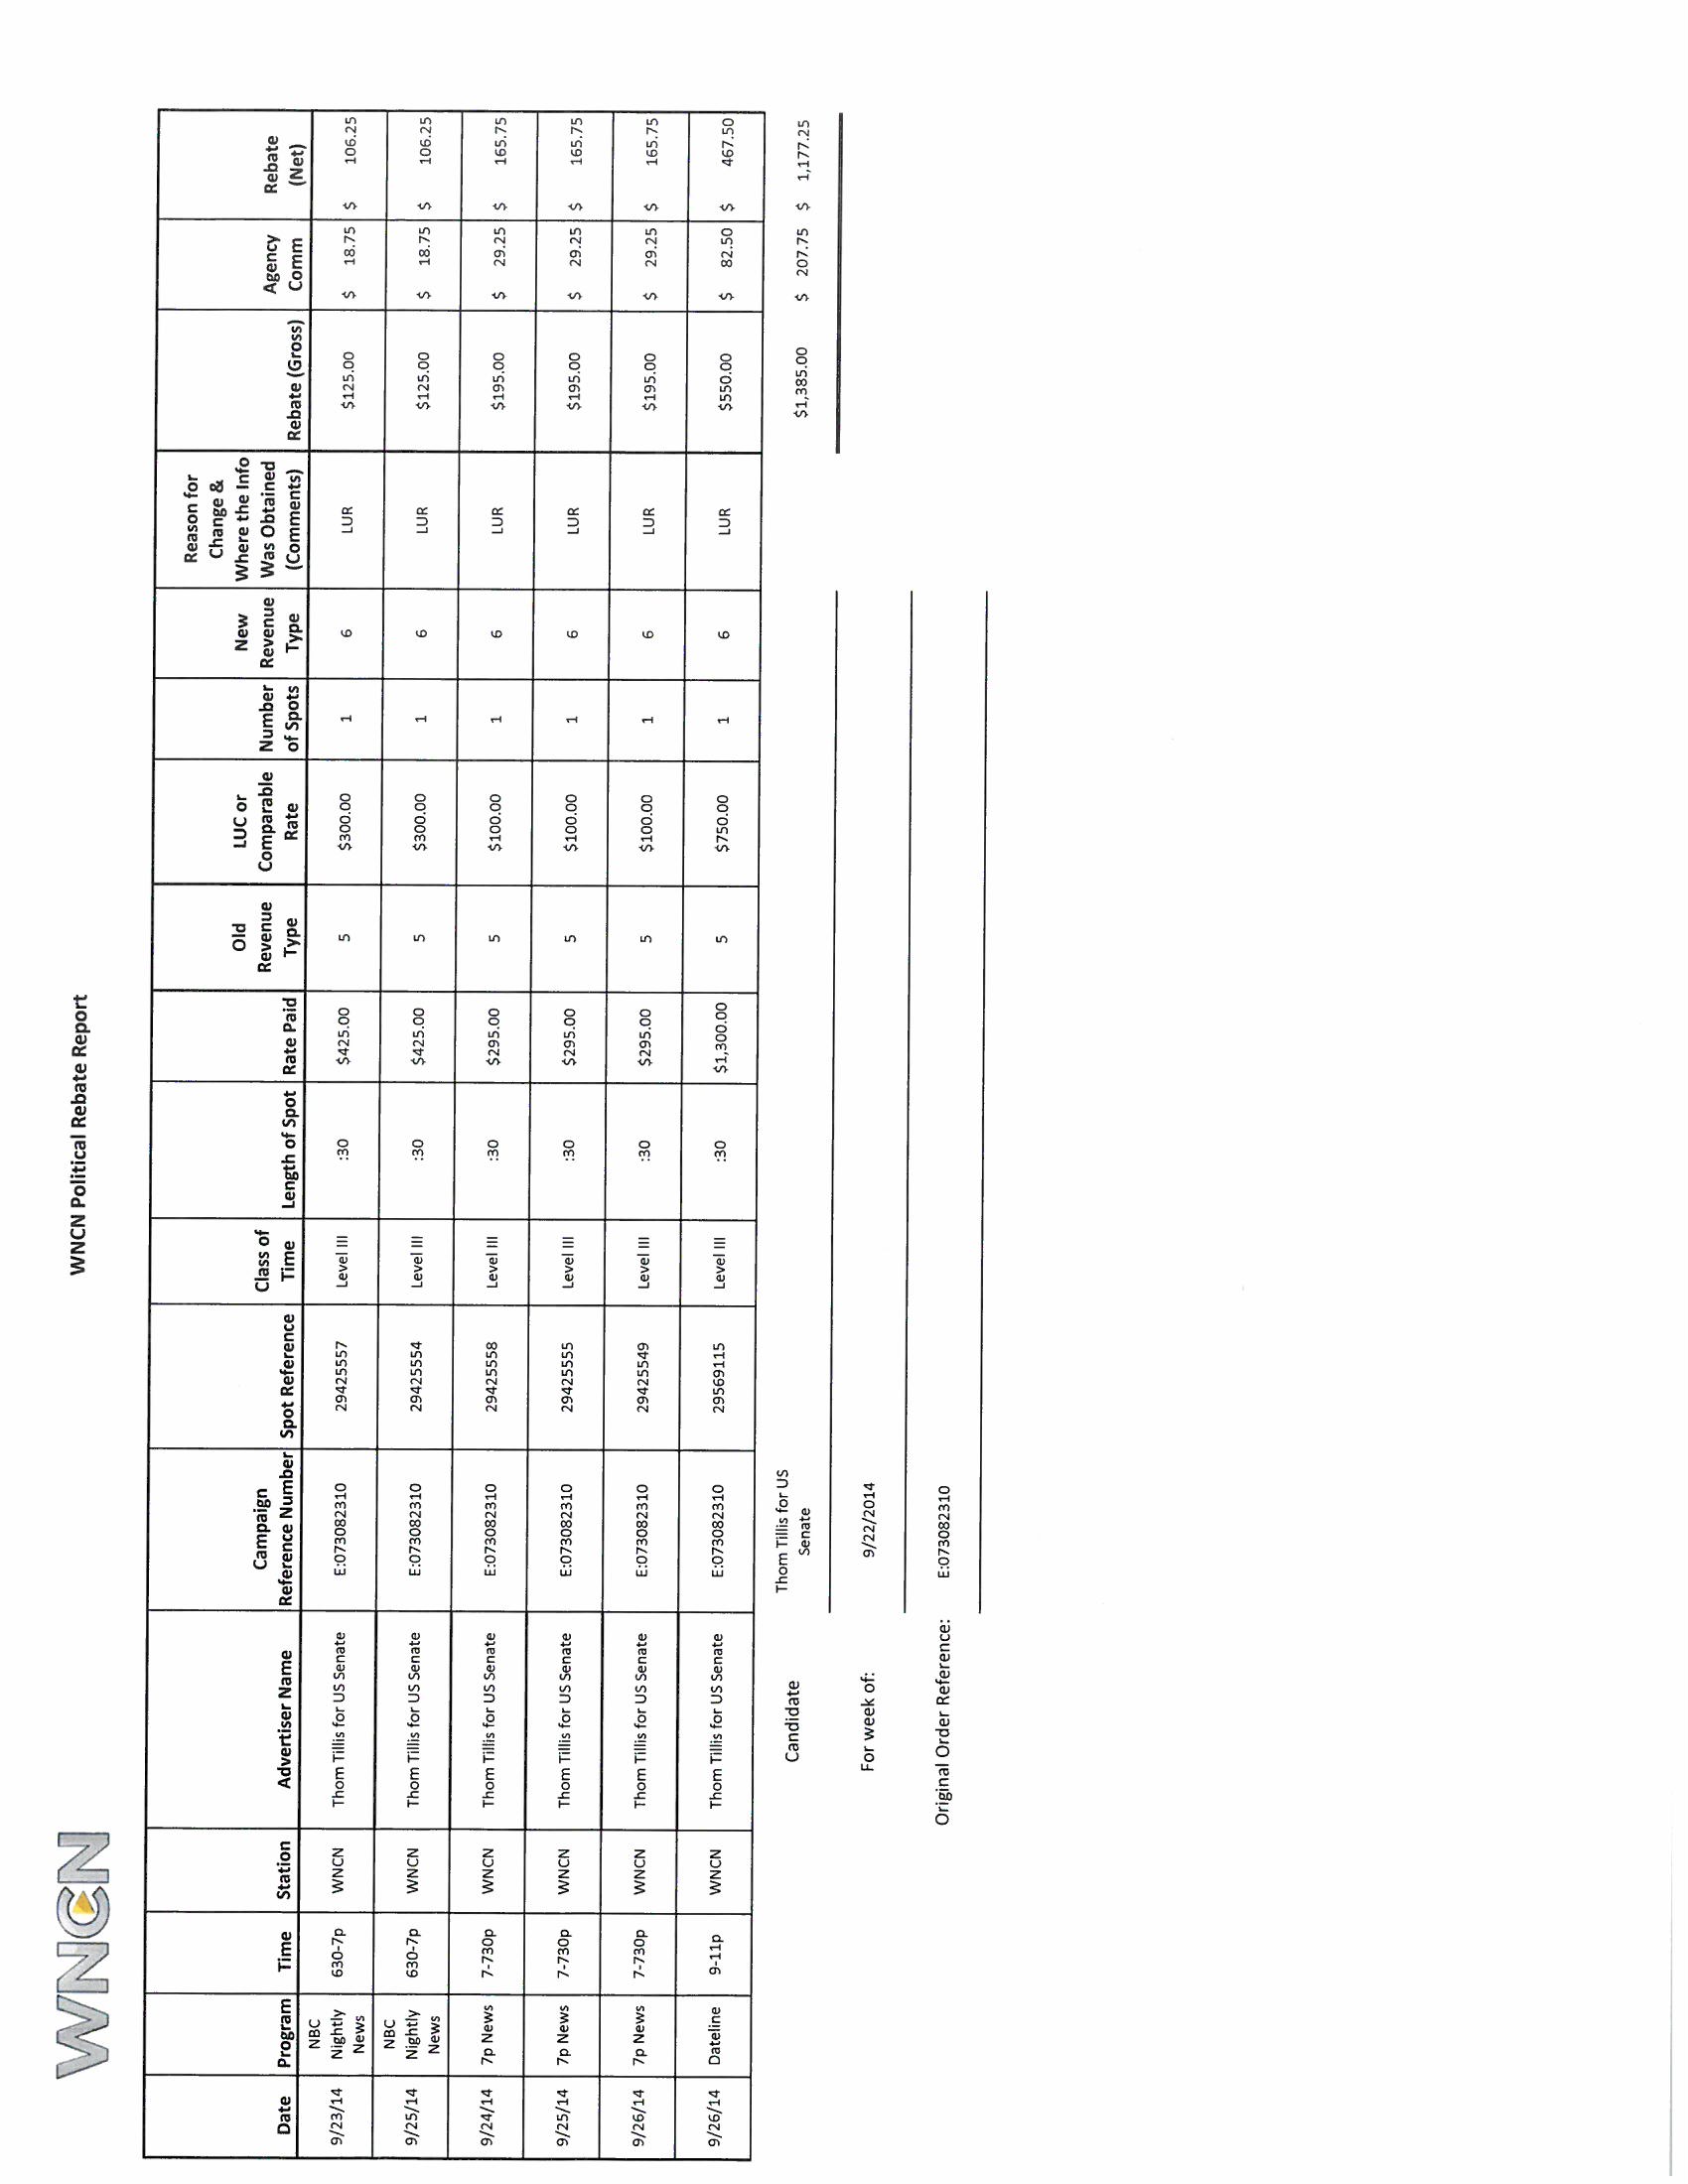 WNCN
WNCN Political Rebate Report
Date Program Time Station Advertiser Name Campaign Reference Number Spot Reference Class of Time Length of Spot Rate Paid Old Revenue Type LUC or Comparable Rate Number of Spots New Revenue Type Reason for Change & Where the Info Was Obtained (Comments) Rebate (Gross) Agency Comm Rebate (Net)
9/23/14 NBC Nightly News 630-7p WNCN Thom Tillis for US Senate E:073082310 29425557 Level III :30 $425.00 5 $300.00 1 6 LUR $125.00 $ 18.75 $ 106.25
9/25/14 NBC Nightly News 630-7p WNCN Thom Tillis for US Senate E:073082310 29425554 Level III :30 $425.00 5 $300.00 1 6 LUR $125.00 $ 18.75 $ 106.25
9/24/14 7p News 7-730p WNCN Thom Tillis for US Senate E:073082310 29425558 Level III :30 $295.00 5 $100.00 1 6 LUR $195.00 $ 29.25 $ 165.75
9/25/14 7p News 7-730p WNCN Thom Tillis for US Senate E:073082310 29425555 Level III :30 $295.00 5 $100.00 1 6 LUR $195.00 $ 29.25 $ 165.75
9/26/14 7p News 7-730p WNCN Thom Tillis for US Senate E:073082310 29425549 Level III :30 $295.00 5 $100.00 1 6 LUR $195.00 $ 29.25 $ 165.75
9/26/14 Dateline 9-11p WNCN Thom Tillis for US Senate E:073082310 29569115 Level III :30 $1,300.00 5 $750.00 1 6 LUR $550.00 $ 82.50 $ 467.50
Candidate Thom Tillis for US Senate $1,385.00 $ 207.75 $ 1,177.25
For week of: 9/22/2014
Original Order Reference: E:073082310